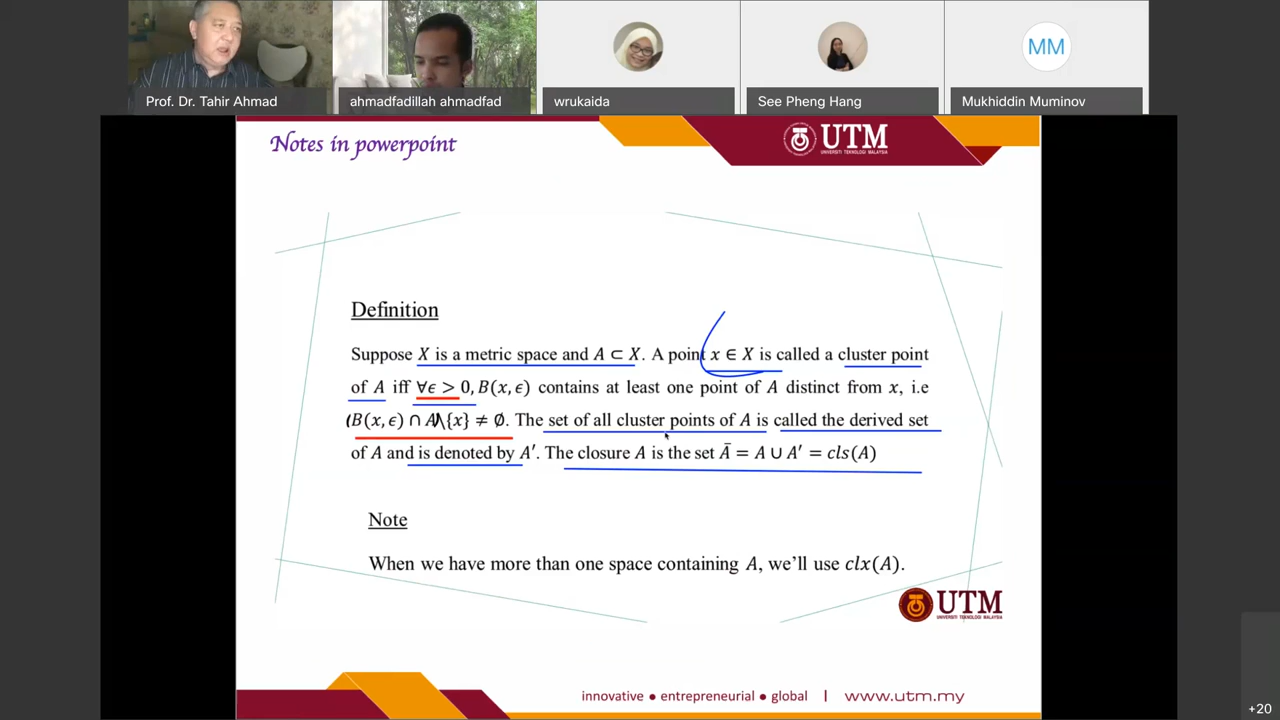 Prof. Dr. Tahir Ahmad
ahmadfadillah ahmadfad
wrukaida
See Pheng Hang
MM
Mukhiddin Muminov
Notes in powerpoint
UTM
UNIVERSITI TEKNOLOGI MALAYSIA
Definition
Suppose X is a metric space and A ⊂ X. A point x ∈ X is called a cluster point
of A iff ∀ϵ > 0, B(x, ϵ) contains at least one point of A distinct from x, i.e
(B(x, ϵ) ∩ A)\{x} ≠ ∅. The set of all cluster points of A is called the derived set
of A and is denoted by A′. The closure A is the set Ā = A ∪ A′ = cls(A)
Note
When we have more than one space containing A, we'll use clx(A).
UTM
UNIVERSITI TEKNOLOGI MALAYSIA
innovative ● entrepreneurial ● global | www.utm.my
+20